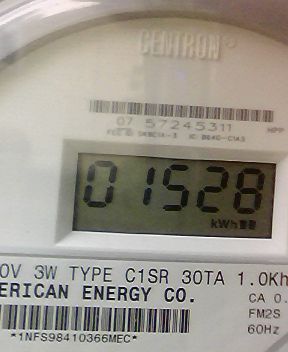 CENTRON®
07 57245311
HPP
01528
kWh
0V 3W TYPE C1SR 30TA 1.0Kh
ERICAN ENERGY CO.
CA 0.
FM2S
60Hz
*1NFS98410366MEC*